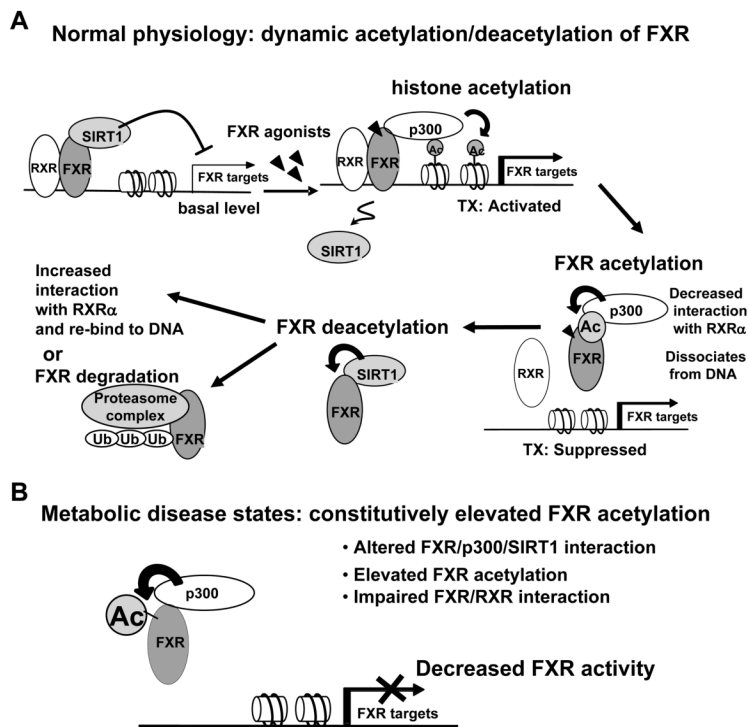 A
Normal physiology: dynamic acetylation/deacetylation of FXR
histone acetylation
SIRT1
RXR
FXR
FXR targets
basal level
FXR agonists
p300
Ac
Ac
RXR
FXR
FXR targets
TX: Activated
SIRT1
FXR acetylation
p300
Ac
FXR
Decreased
interaction
with RXRα
Dissociates
from DNA
RXR
FXR targets
TX: Suppressed
FXR deacetylation
SIRT1
FXR
Increased
interaction
with RXRα
and re-bind to DNA
or
FXR degradation
Proteasome
complex
Ub Ub Ub
FXR
B
Metabolic disease states: constitutively elevated FXR acetylation
• Altered FXR/p300/SIRT1 interaction
• Elevated FXR acetylation
• Impaired FXR/RXR interaction
p300
Ac
FXR
Decreased FXR activity
FXR targets